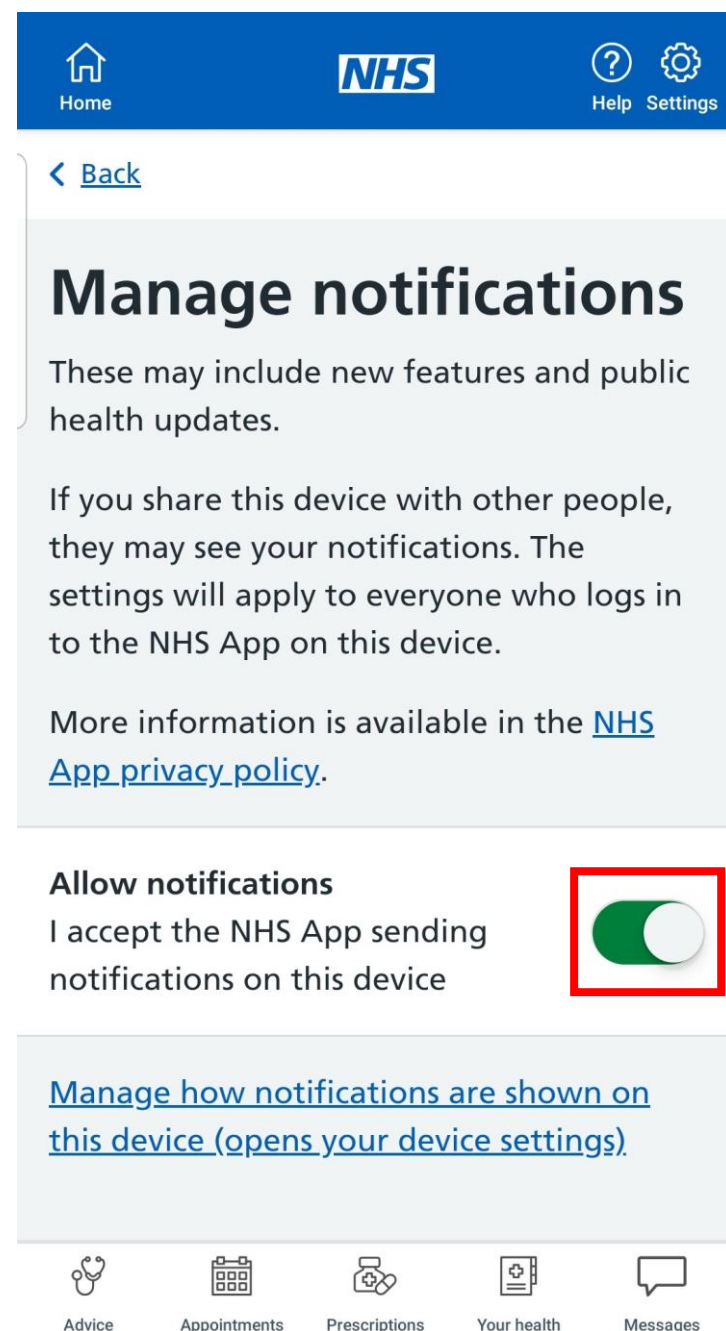 NHS
Home
Help Settings
Back
Manage notifications
These may include new features and public
health updates.
If you share this device with other people,
they may see your notifications. The
settings will apply to everyone who logs in
to the NHS App on this device.
More information is available in the NHS
App privacy policy.
Allow notifications
I accept the NHS App sending
notifications on this device
Manage how notifications are shown on
this device (opens your device settings)
Advice Appointments Prescriptions Your health Messages